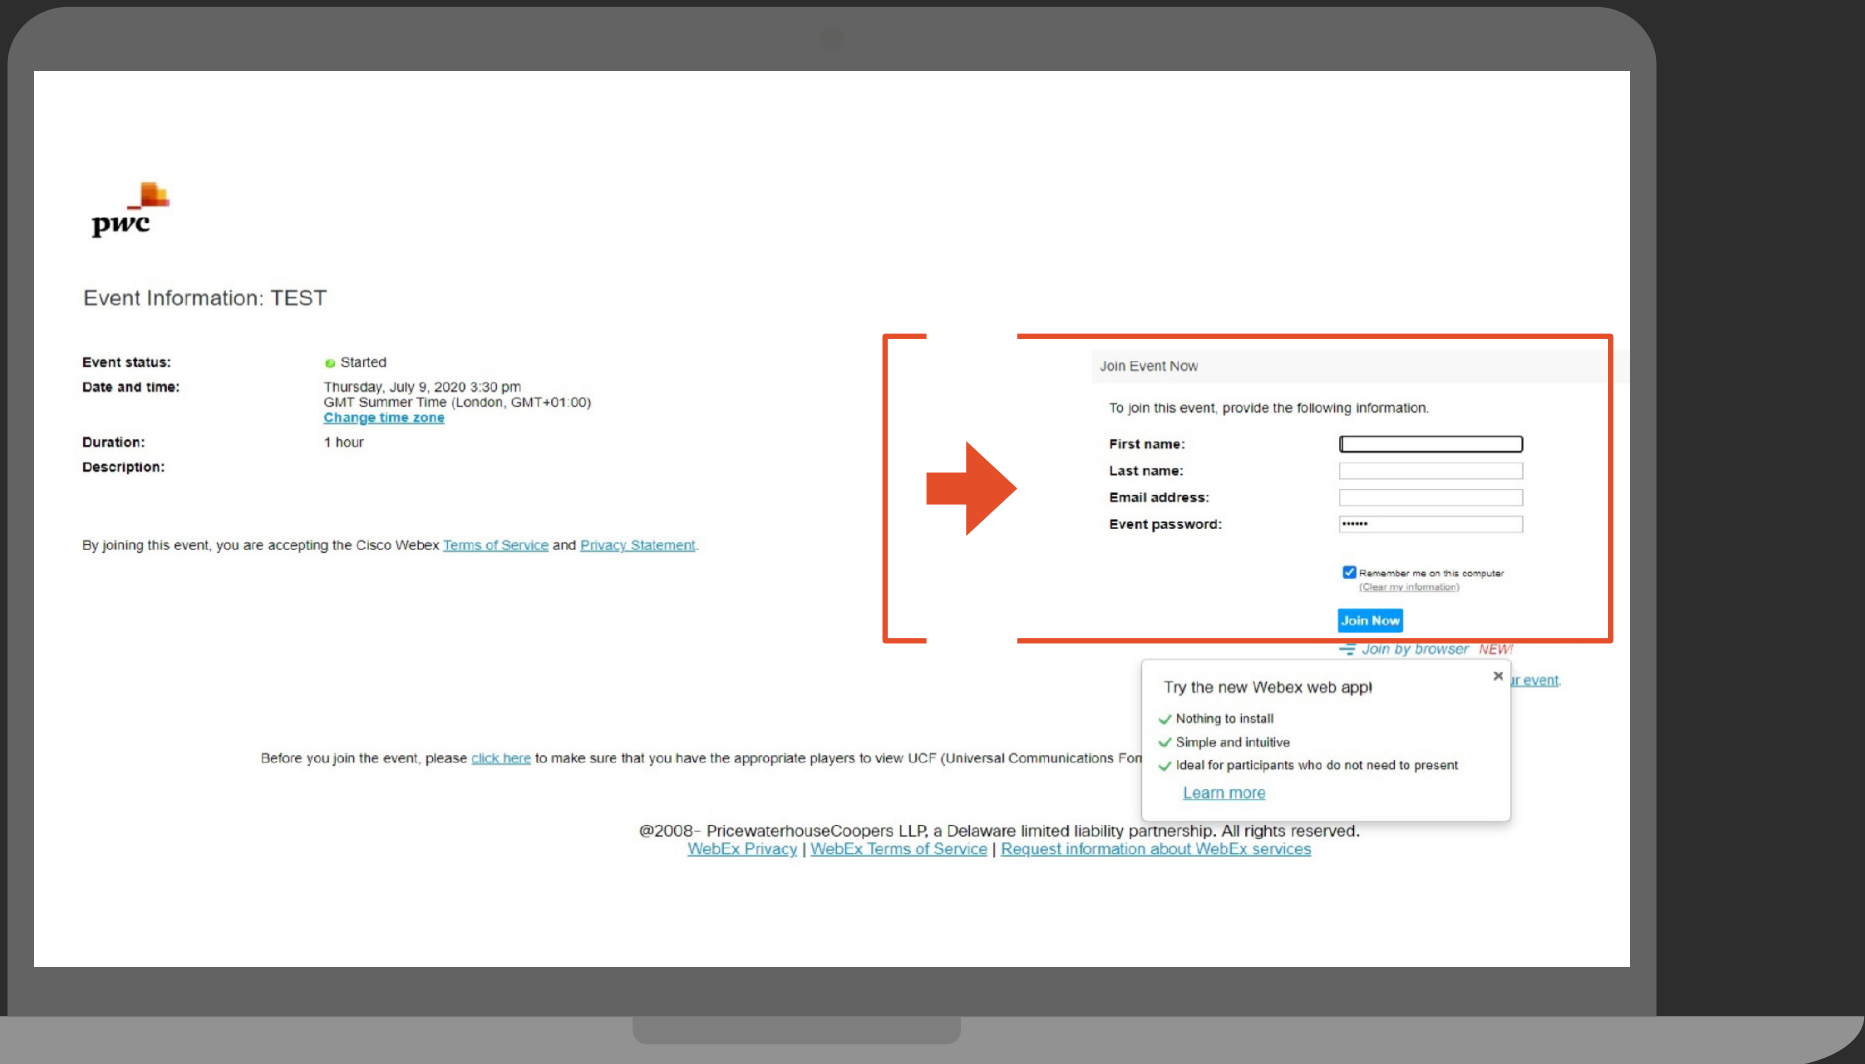 pwc
Event Information: TEST
Event status:
Started
Date and time:
Thursday, July 9, 2020 3:30 pm
GMT Summer Time (London, GMT+01:00)
Change time zone
Duration:
1 hour
Description:
By joining this event, you are accepting the Cisco Webex Terms of Service and Privacy Statement.
Join Event Now
To join this event, provide the following information.
First name:
Last name:
Email address:
Event password:
••••••
Remember me on this computer
(Clear my information)
Join Now
Join by browser NEW!
ur event.
Try the new Webex web app!
Nothing to install
Simple and intuitive
Ideal for participants who do not need to present
Learn more
Before you join the event, please click here to make sure that you have the appropriate players to view UCF (Universal Communications
@2008- PricewaterhouseCoopers LLP, a Delaware limited liability partnership. All rights reserved.
WebEx Privacy | WebEx Terms of Service | Request information about WebEx services